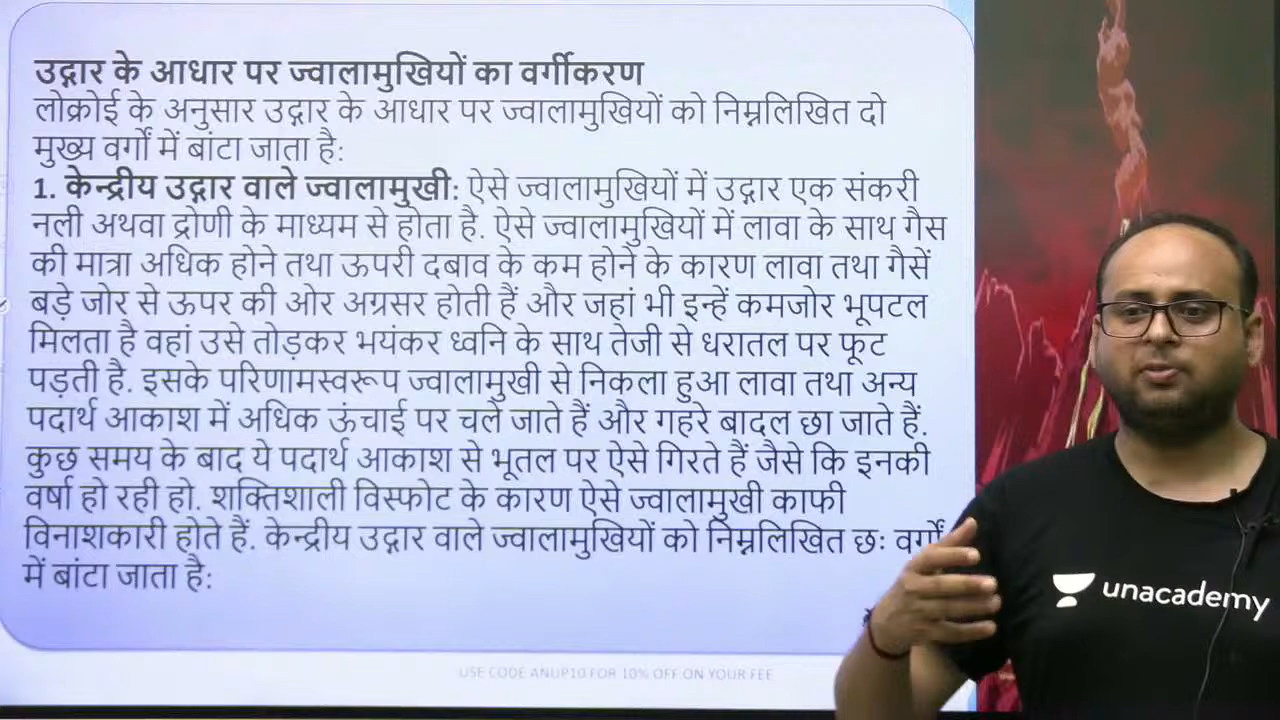 उद्गार के आधार पर ज्वालामुखियों का वर्गीकरण
लोक्रोई के अनुसार उद्गार के आधार पर ज्वालामुखियों को निम्नलिखित दो
मुख्य वर्गों में बांटा जाता है:
1. केन्द्रीय उद्गार वाले ज्वालामुखी: ऐसे ज्वालामुखियों में उद्गार एक संकरी
नली अथवा द्रोणी के माध्यम से होता है. ऐसे ज्वालामुखियों में लावा के साथ गैस
की मात्रा अधिक होने तथा ऊपरी दबाव के कम होने के कारण लावा तथा गैसें
बड़े जोर से ऊपर की ओर अग्रसर होती हैं और जहां भी इन्हें कमजोर भूपटल
मिलता है वहां उसे तोड़कर भयंकर ध्वनि के साथ तेजी से धरातल पर फूट
पड़ती है. इसके परिणामस्वरूप ज्वालामुखी से निकला हुआ लावा तथा अन्य
पदार्थ आकाश में अधिक ऊंचाई पर चले जाते हैं और गहरे बादल छा जाते हैं.
कुछ समय के बाद ये पदार्थ आकाश से भूतल पर ऐसे गिरते हैं जैसे कि इनकी
वर्षा हो रही हो. शक्तिशाली विस्फोट के कारण ऐसे ज्वालामुखी काफी
विनाशकारी होते हैं. केन्द्रीय उद्गार वाले ज्वालामुखियों को निम्नलिखित छः वर्गों
में बांटा जाता है:
USE CODE ANUP10 FOR 10% OFF ON YOUR FEE
unacademy